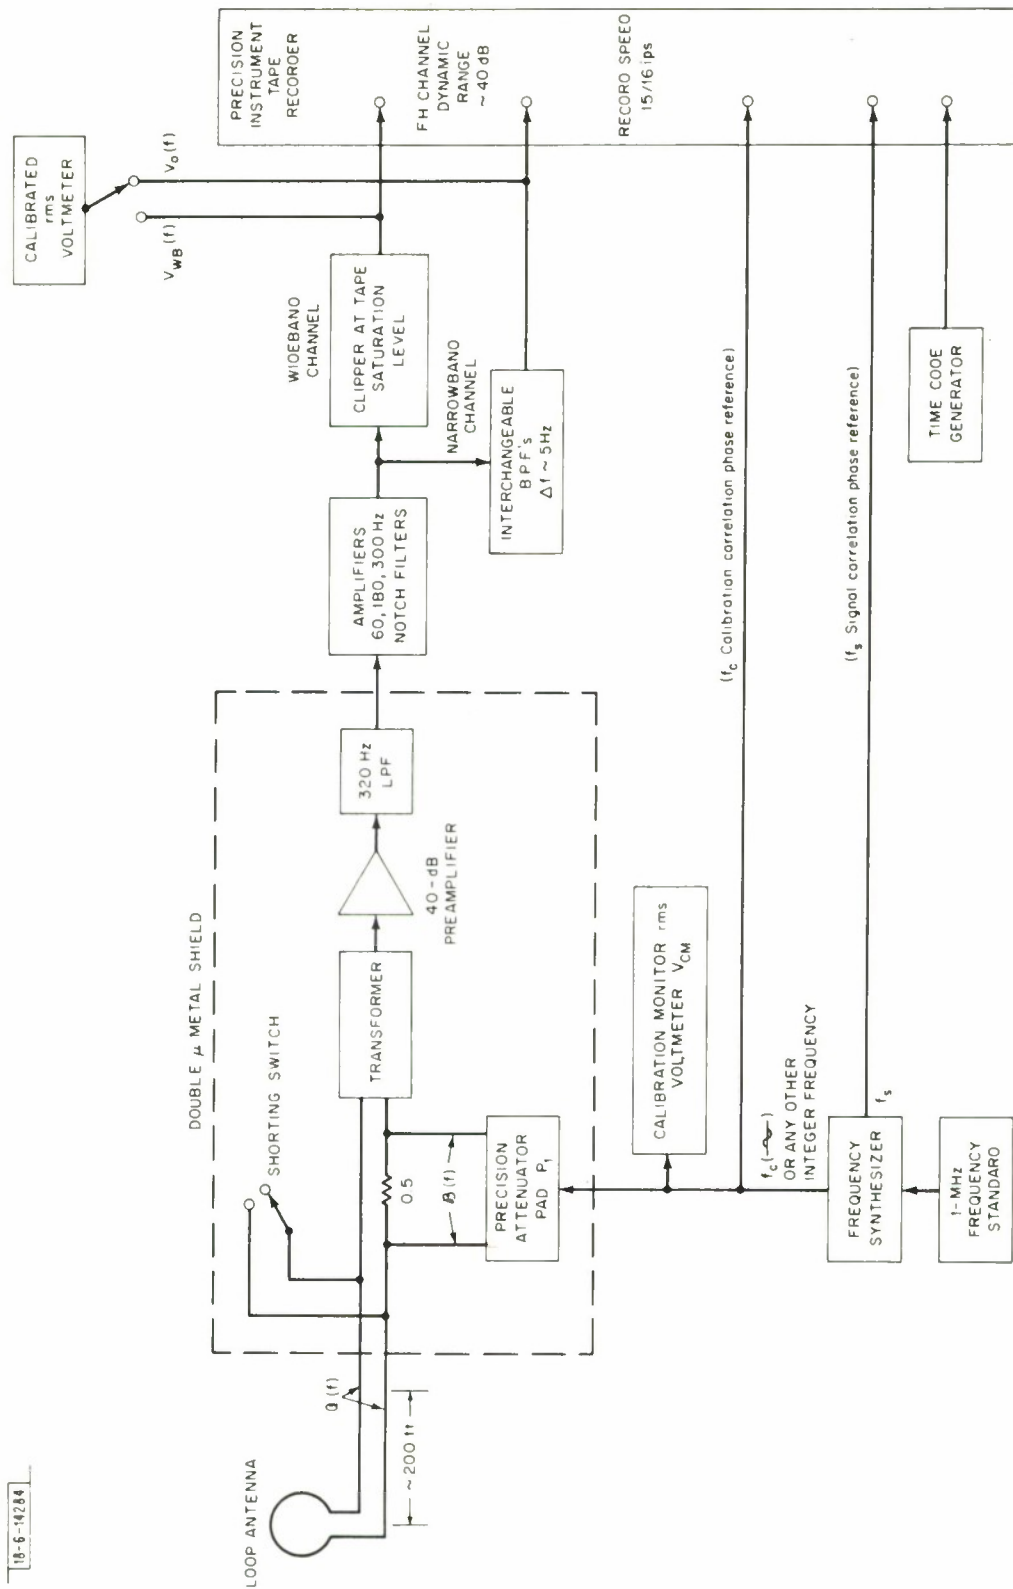 18-6-14284
LOOP ANTENNA
~200 ft
a(f)
DOUBLE μ METAL SHIELD
SHORTING SWITCH
TRANSFORMER
0.5
B(f)
PRECISION
ATTENUATOR
PAD P1
40-dB
PREAMPLIFIER
320 Hz
LPF
AMPLIFIERS
60, 180, 300 Hz
NOTCH FILTERS
WIDEBAND
CHANNEL
CLIPPER AT TAPE
SATURATION
LEVEL
NARROWBAND
CHANNEL
INTERCHANGEABLE
BPF's
Δf ~ 5Hz
CALIBRATED
rms
VOLTMETER
VWB(f)
Vo(f)
PRECISION
INSTRUMENT
TAPE
RECORDER
FH CHANNEL
DYNAMIC
RANGE
~ 40 dB
RECORD SPEED
15/16 ips
CALIBRATION MONITOR rms
VOLTMETER VCM
(fc Calibration correlation phase reference)
(fs Signal correlation phase reference)
fc(~)
OR ANY OTHER
INTEGER FREQUENCY
fs
FREQUENCY
SYNTHESIZER
1-MHz
FREQUENCY
STANDARD
TIME CODE
GENERATOR